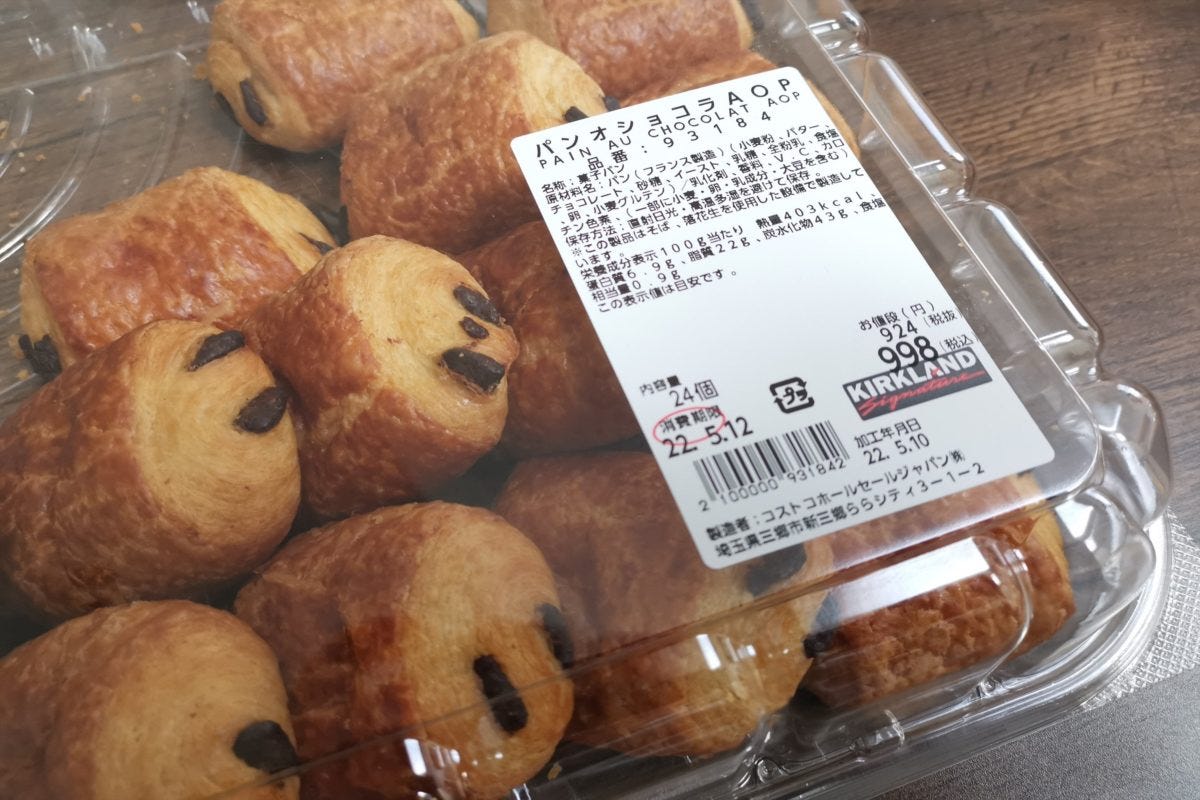 パンオショコラAOP
PAIN AU CHOCOLAT AOP
品番:93184
名称:菓子パン
原材料名:パン(フランス製造)(小麦粉、バター、
チョコレート、砂糖、イースト、乳糖、全粉乳、食塩
、卵、小麦グルテン)/乳化剤、香料、V.C、カロ
チン色素、(一部に小麦・卵・乳成分・大豆を含む)
保存方法:直射日光・高温多湿を避けて保存。
※この製品はそば、落花生を使用した設備で製造して
います。
栄養成分表示100g当たり 熱量403kcal、
蛋白質6.9g、脂質22g、炭水化物43g、食塩
相当量0.9g
この表示値は目安です。
お値段(円)
924(税抜
998(税込
KIRKLAND
Signature
内容量
24個
消費期限
22.5.12
加工年月日
22.5.10
2100000931842
製造者:コストコホールセールジャパン㈱
埼玉県三郷市新三郷ららシティ3-1-2